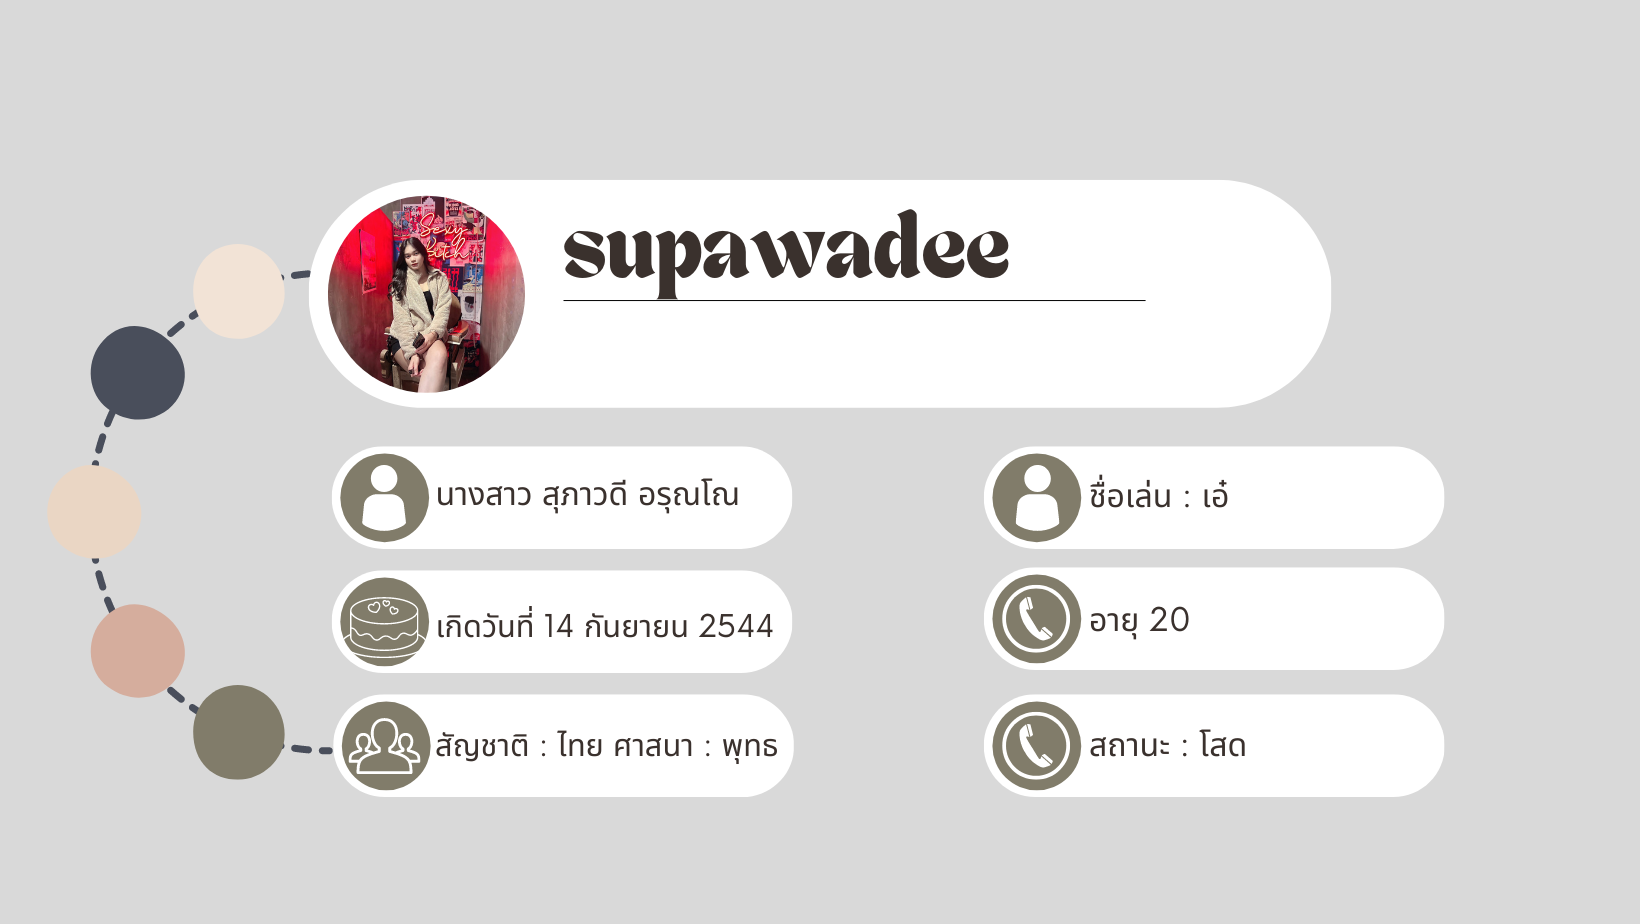 Sexy
Bitch
supawadee
นางสาว สุภาวดี อรุณโณ
ชื่อเล่น : เอ๋
เกิดวันที่ 14 กันยายน 2544
อายุ 20
สัญชาติ : ไทย ศาสนา : พุทธ
สถานะ : โสด